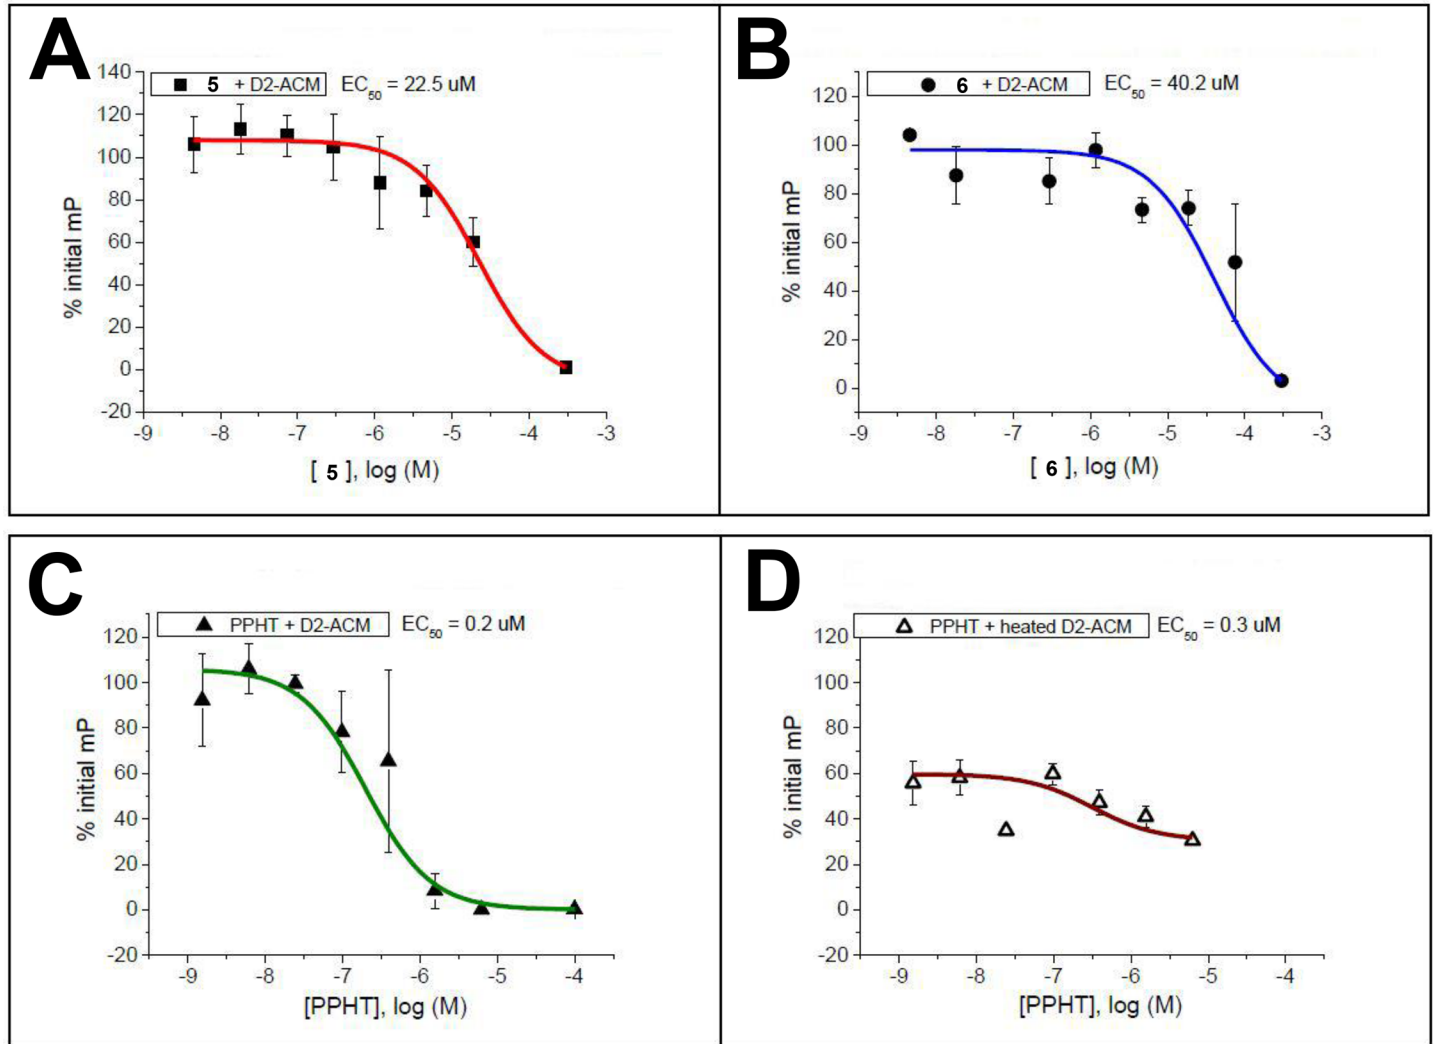 A
5 + D2-ACM EC50 = 22.5 uM
140
120
100
80
60
40
20
0
-20
% initial mP
-9 -8 -7 -6 -5 -4 -3
[ 5 ], log (M)
B
6 + D2-ACM EC50 = 40.2 uM
120
100
80
60
40
20
0
% initial mP
-9 -8 -7 -6 -5 -4 -3
[ 6 ], log (M)
C
PPHT + D2-ACM EC50 = 0.2 uM
120
100
80
60
40
20
0
-20
% initial mP
-9 -8 -7 -6 -5 -4
[PPHT], log (M)
D
PPHT + heated D2-ACM EC50 = 0.3 uM
120
100
80
60
40
20
0
-20
% initial mP
-9 -8 -7 -6 -5 -4
[PPHT], log (M)